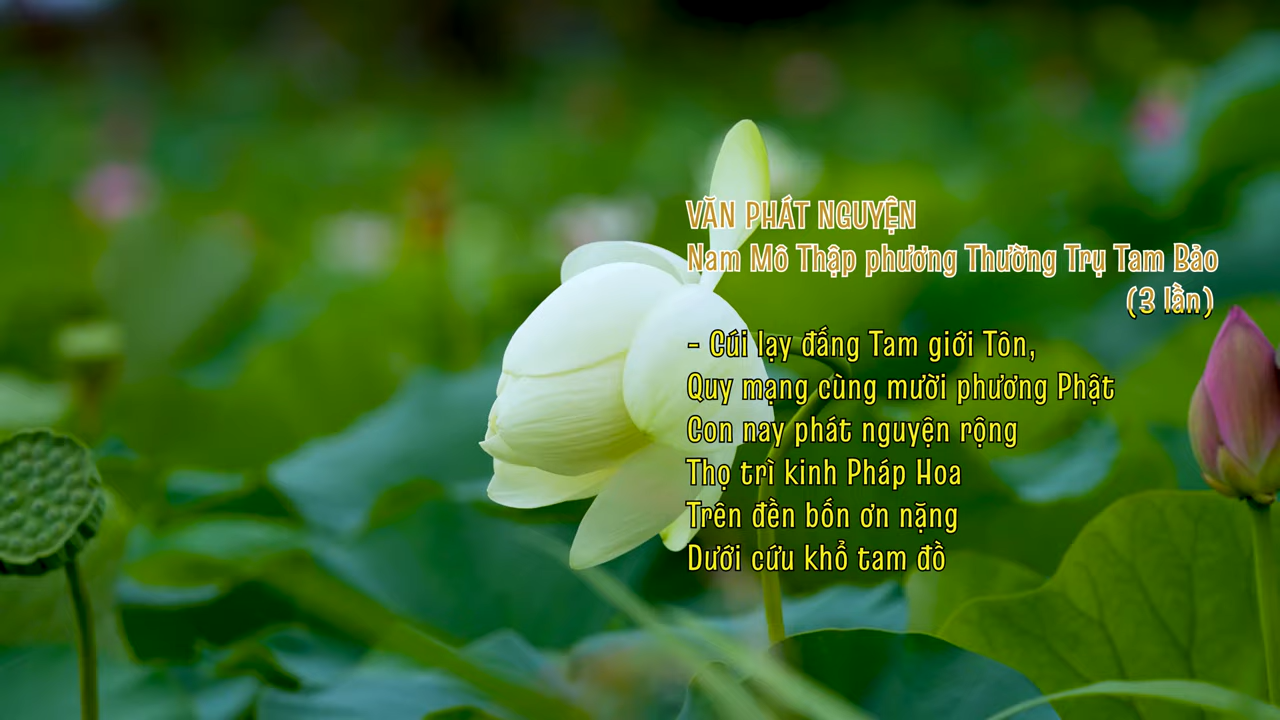 VĂN PHÁT NGUYỆN
Nam Mô Thập phương Thường Trụ Tam Bảo
(3 lần)
- Cúi lạy đấng Tam giới Tôn,
Quy mạng cùng mười phương Phật
Con nay phát nguyện rộng
Thọ trì kinh Pháp Hoa
Trên đền bốn ơn nặng
Dưới cứu khổ tam đồ